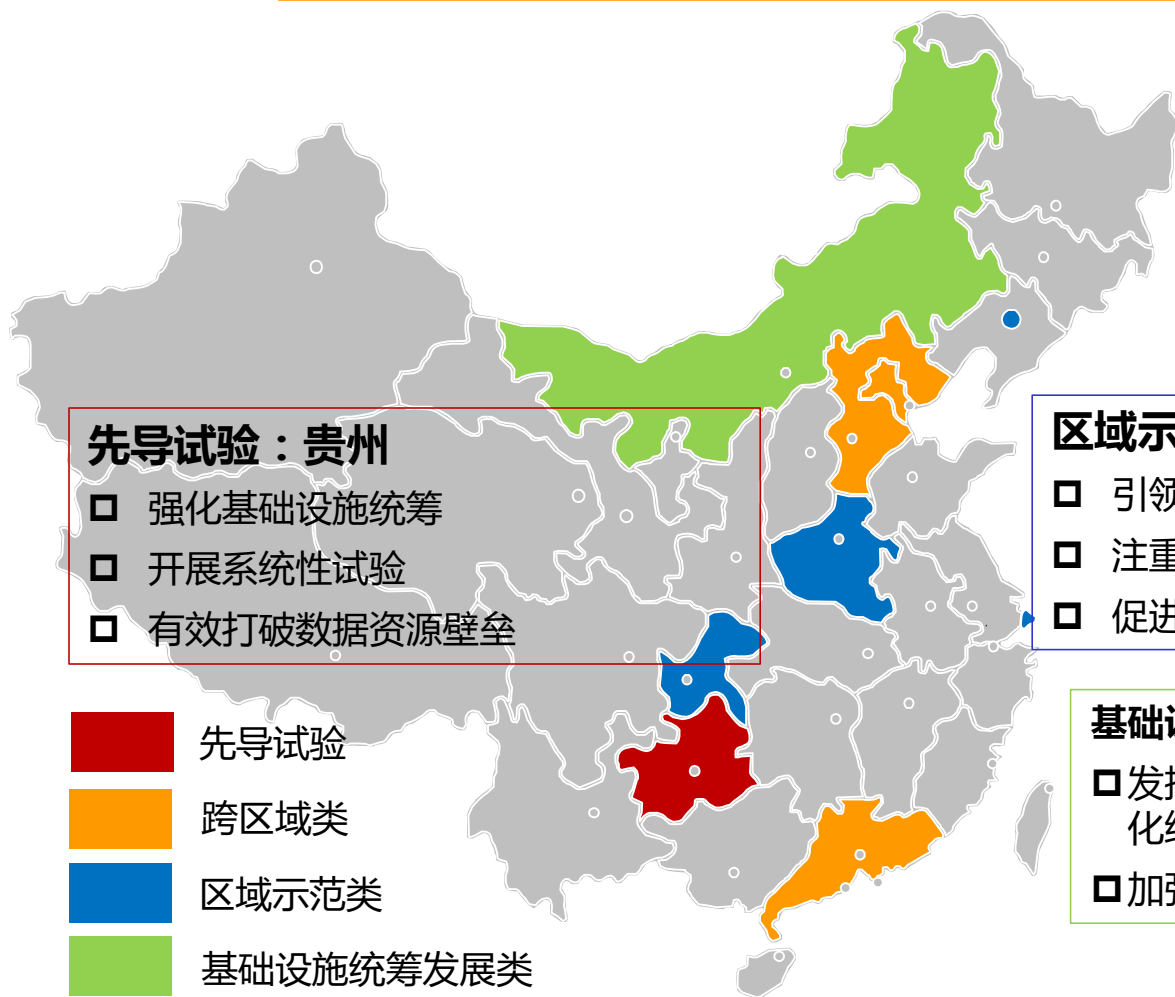 先导试验：贵州
强化基础设施统筹
开展系统性试验
有效打破数据资源壁垒
区域示
引领
注重
促进
基础
发
化
加
先导试验
跨区域类
区域示范类
基础设施统筹发展类